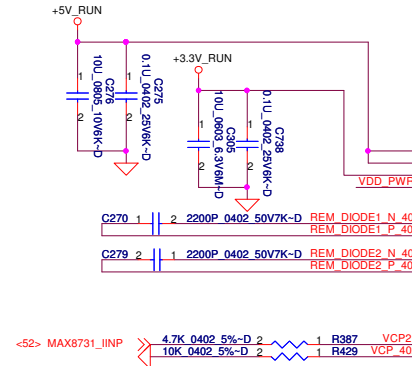 +5V_RUN
+3.3V_RUN
1 1
10U_0805_10V6K~D
C276
0.1U_0402_25V6K~D
C275
2 2
1 1
10U_0603_6.3V6M~D
C305
0.1U_0402_25V6K~D
C738
2 2
VDD_PWR
C270 1 2 2200P_0402_50V7K~D REM_DIODE1_N_40
REM_DIODE1_P_40
C279 2 1 2200P_0402_50V7K~D REM_DIODE2_N_40
REM_DIODE2_P_40
<52> MAX8731_IINP 4.7K_0402_5%~D 2 1 R387 VCP2
10K_0402_5%~D 2 1 R429 VCP_40